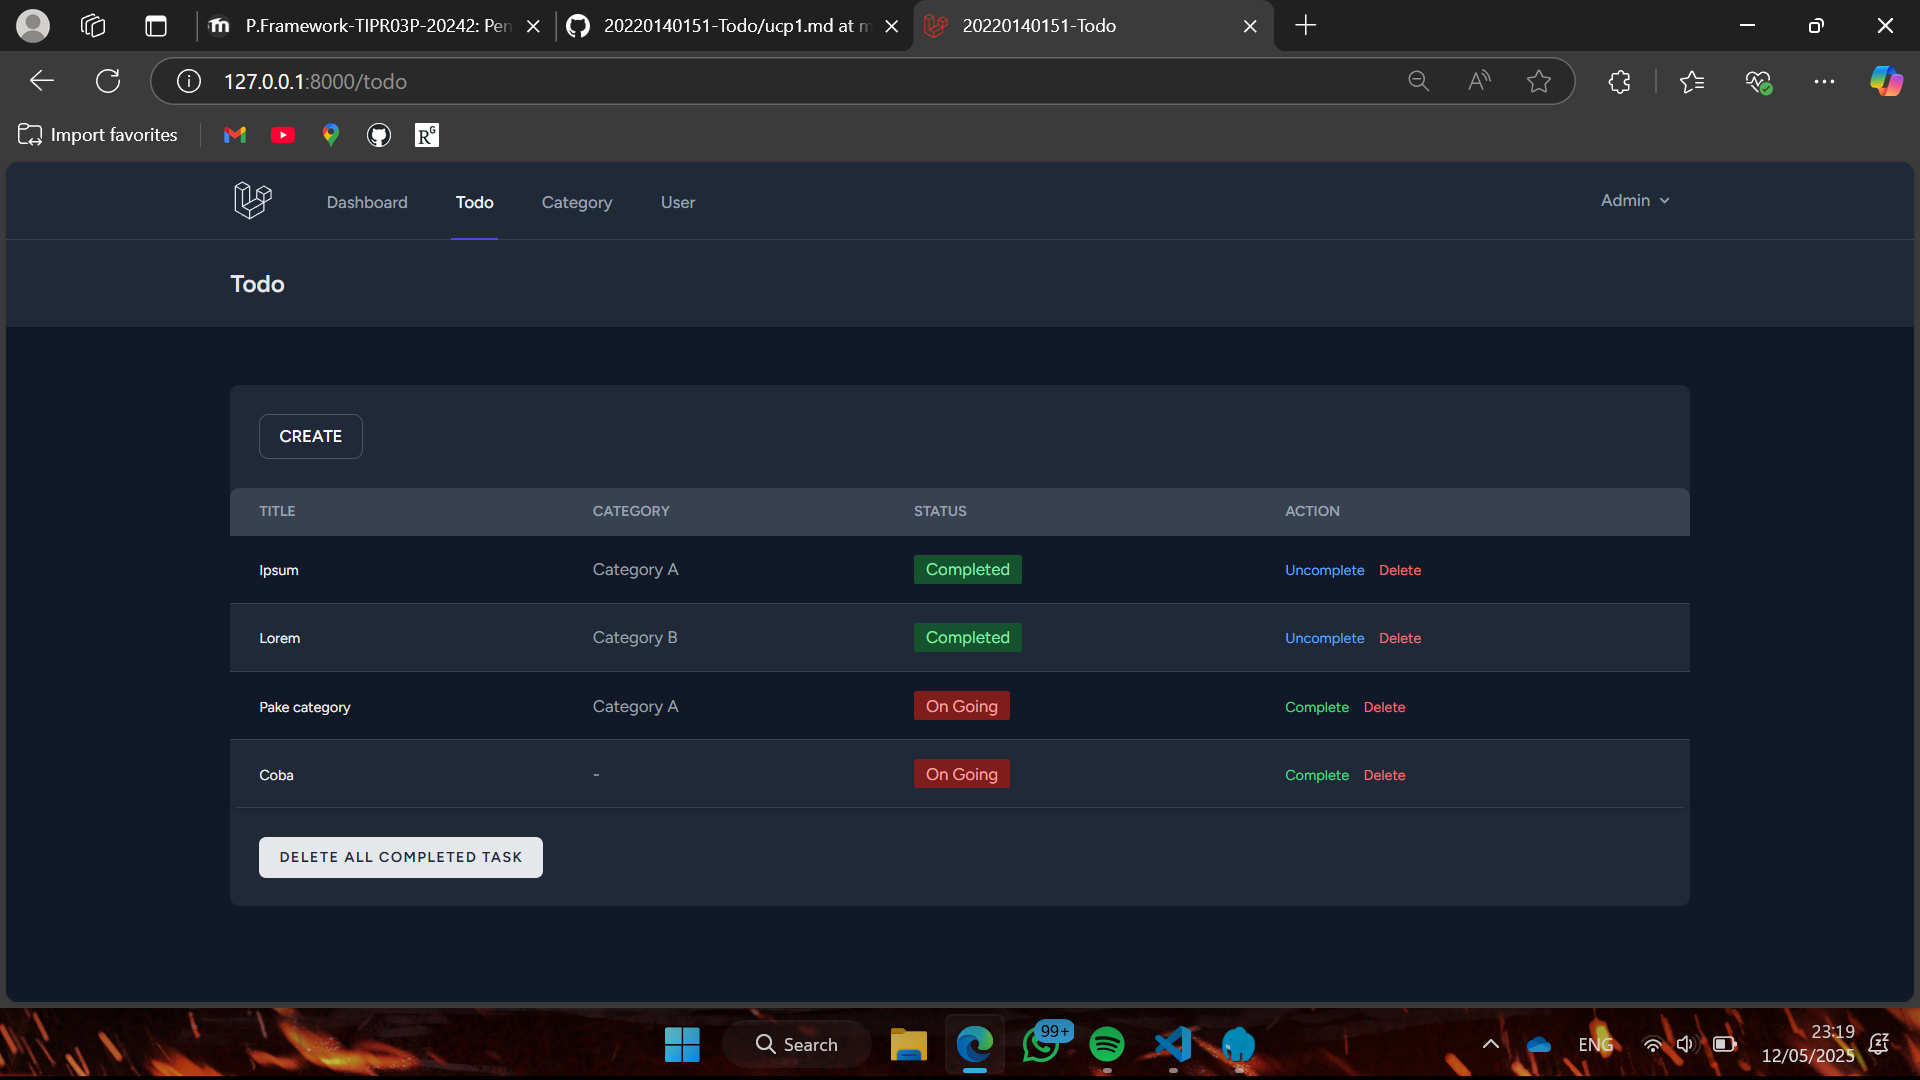 P.Framework-TIPR03P-20242: Pen
20220140151-Todo/ucp1.md at m
20220140151-Todo
127.0.0.1:8000/todo
Import favorites
Dashboard
Todo
Category
User
Admin
Todo
CREATE
TITLE CATEGORY STATUS ACTION
Ipsum Category A Completed Uncomplete Delete
Lorem Category B Completed Uncomplete Delete
Pake category Category A On Going Complete Delete
Coba - On Going Complete Delete
DELETE ALL COMPLETED TASK
Search
99+
ENG
23:19
12/05/2025